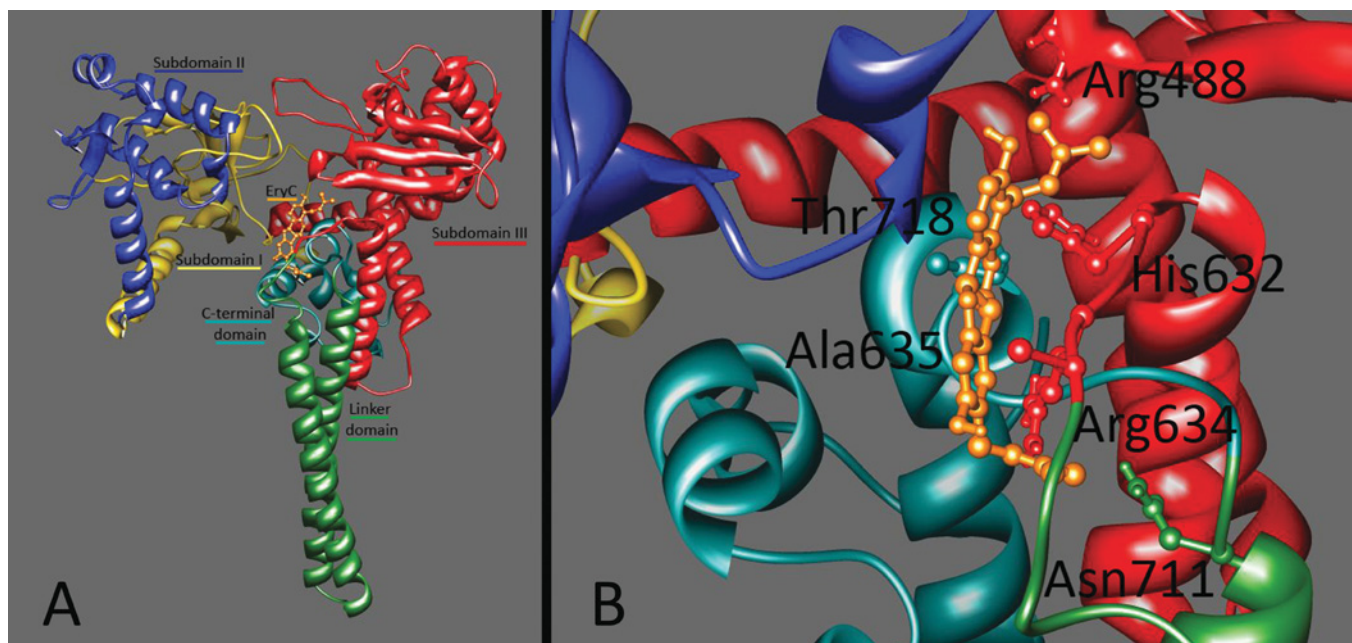 Subdomain II
EryC
Subdomain III
Subdomain I
C-terminal
domain
Linker
domain
A
Arg488
Thr718
His632
Ala635
Arg634
Asn711
B